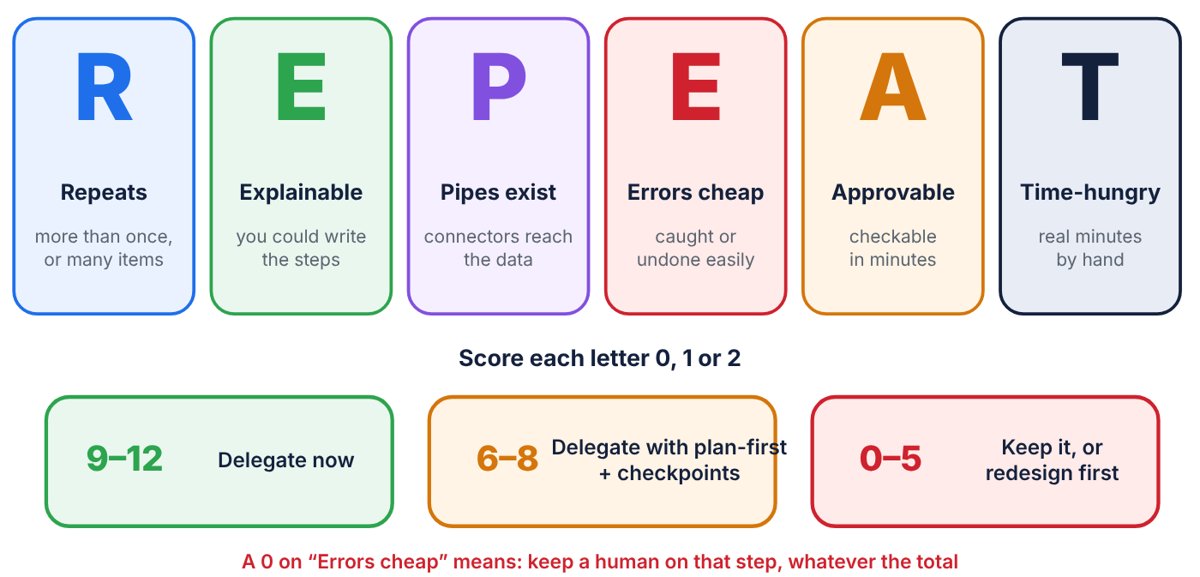 R E P E A T
Repeats
more than once,
or many items
Explainable
you could write
the steps
Pipes exist
connectors reach
the data
Errors cheap
caught or
undone easily
Approvable
checkable
in minutes
Time-hungry
real minutes
by hand
Score each letter 0, 1 or 2
9–12
Delegate now
6–8
Delegate with plan-first
+ checkpoints
0–5
Keep it, or
redesign first
A 0 on “Errors cheap” means: keep a human on that step, whatever the total